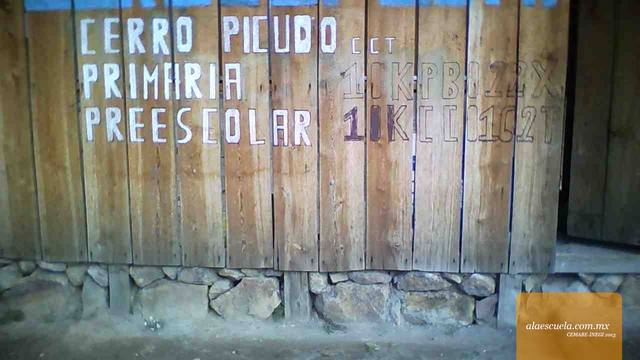 CERRO PICUDO CCT
PRIMARIA
PREESCOLAR
alaescuela.com.mx
CEMABE-INEGI 2013